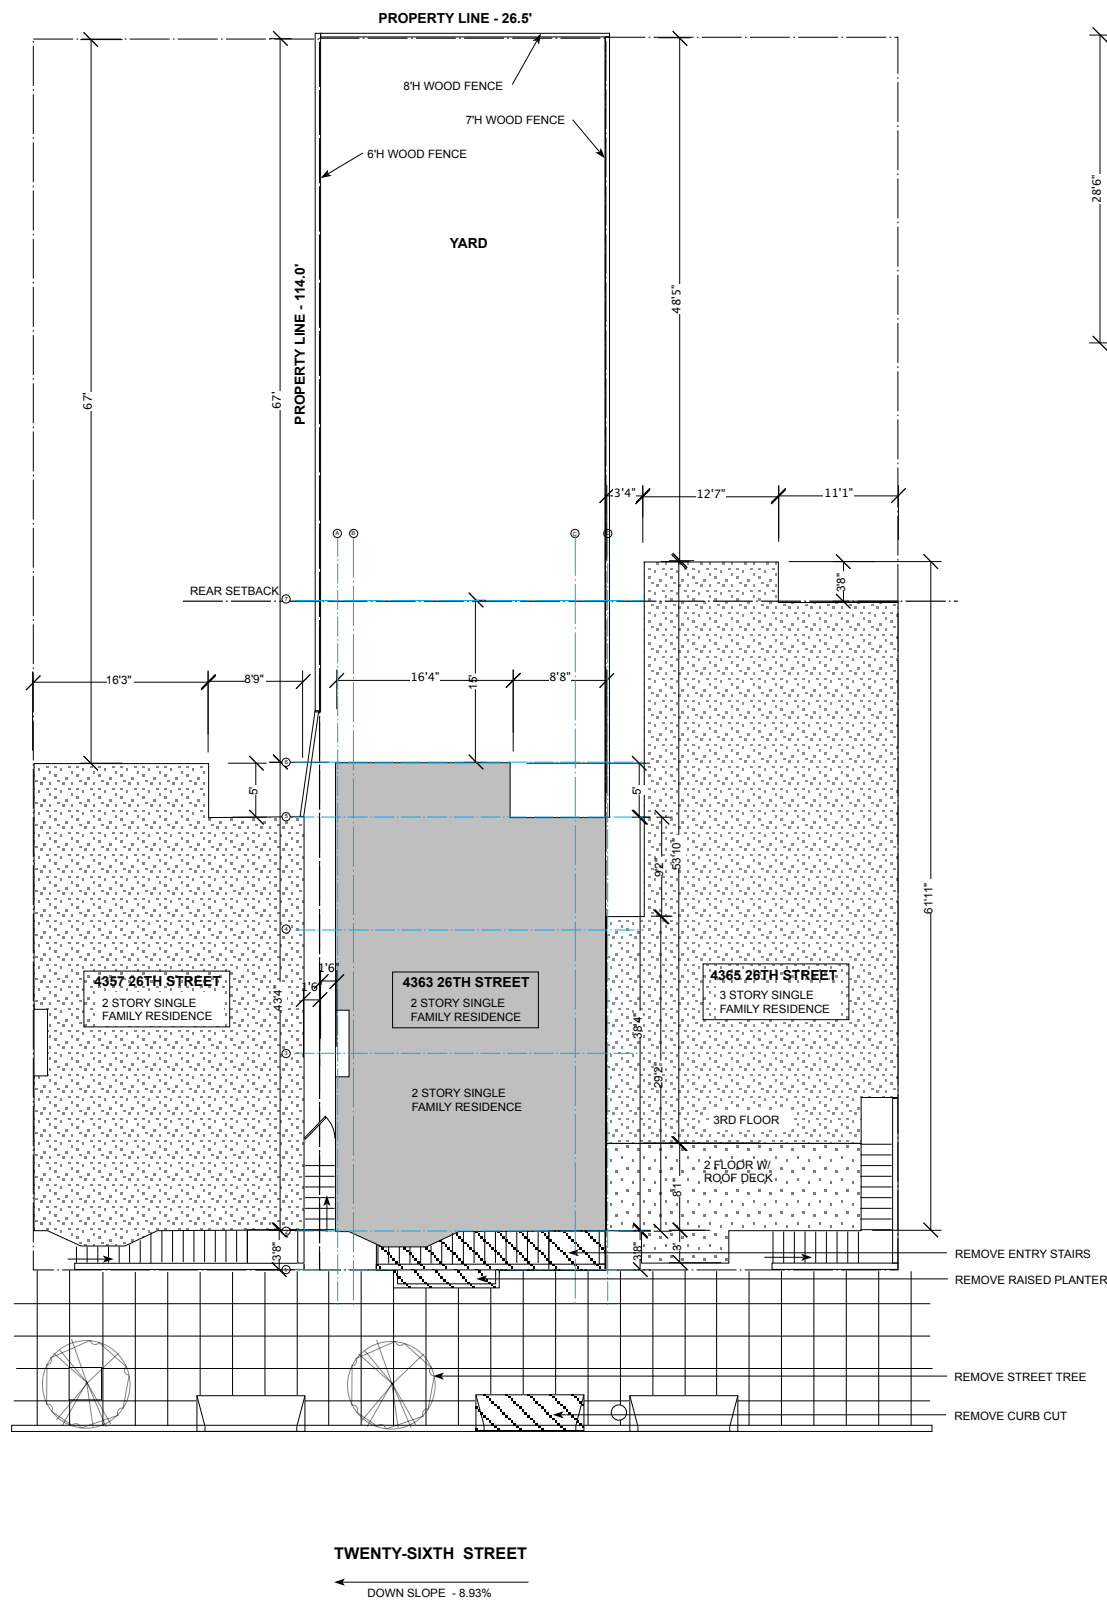 PROPERTY LINE - 26.5'
8'H WOOD FENCE
7'H WOOD FENCE
6'H WOOD FENCE
YARD
PROPERTY LINE - 114.0'
67'
67'
48'5"
28'6"
3'4"
12'7"
11'1"
A
B
C
REAR SETBACK
7
3'8"
16'3"
8'9"
16'4"
8'8"
15'
6
5'
5'
5
9'2"
53'10"
61'11"
4
1'6"
1'6"
43'4"
4357 26TH STREET
2 STORY SINGLE
FAMILY RESIDENCE
4363 26TH STREET
2 STORY SINGLE
FAMILY RESIDENCE
4365 26TH STREET
3 STORY SINGLE
FAMILY RESIDENCE
38'4"
3
29'2"
2 STORY SINGLE
FAMILY RESIDENCE
3RD FLOOR
2 FLOOR W/
ROOF DECK
8'1
2
3'8"
3'8"
3'
REMOVE ENTRY STAIRS
REMOVE RAISED PLANTER
REMOVE STREET TREE
REMOVE CURB CUT
TWENTY-SIXTH STREET
DOWN SLOPE - 8.93%